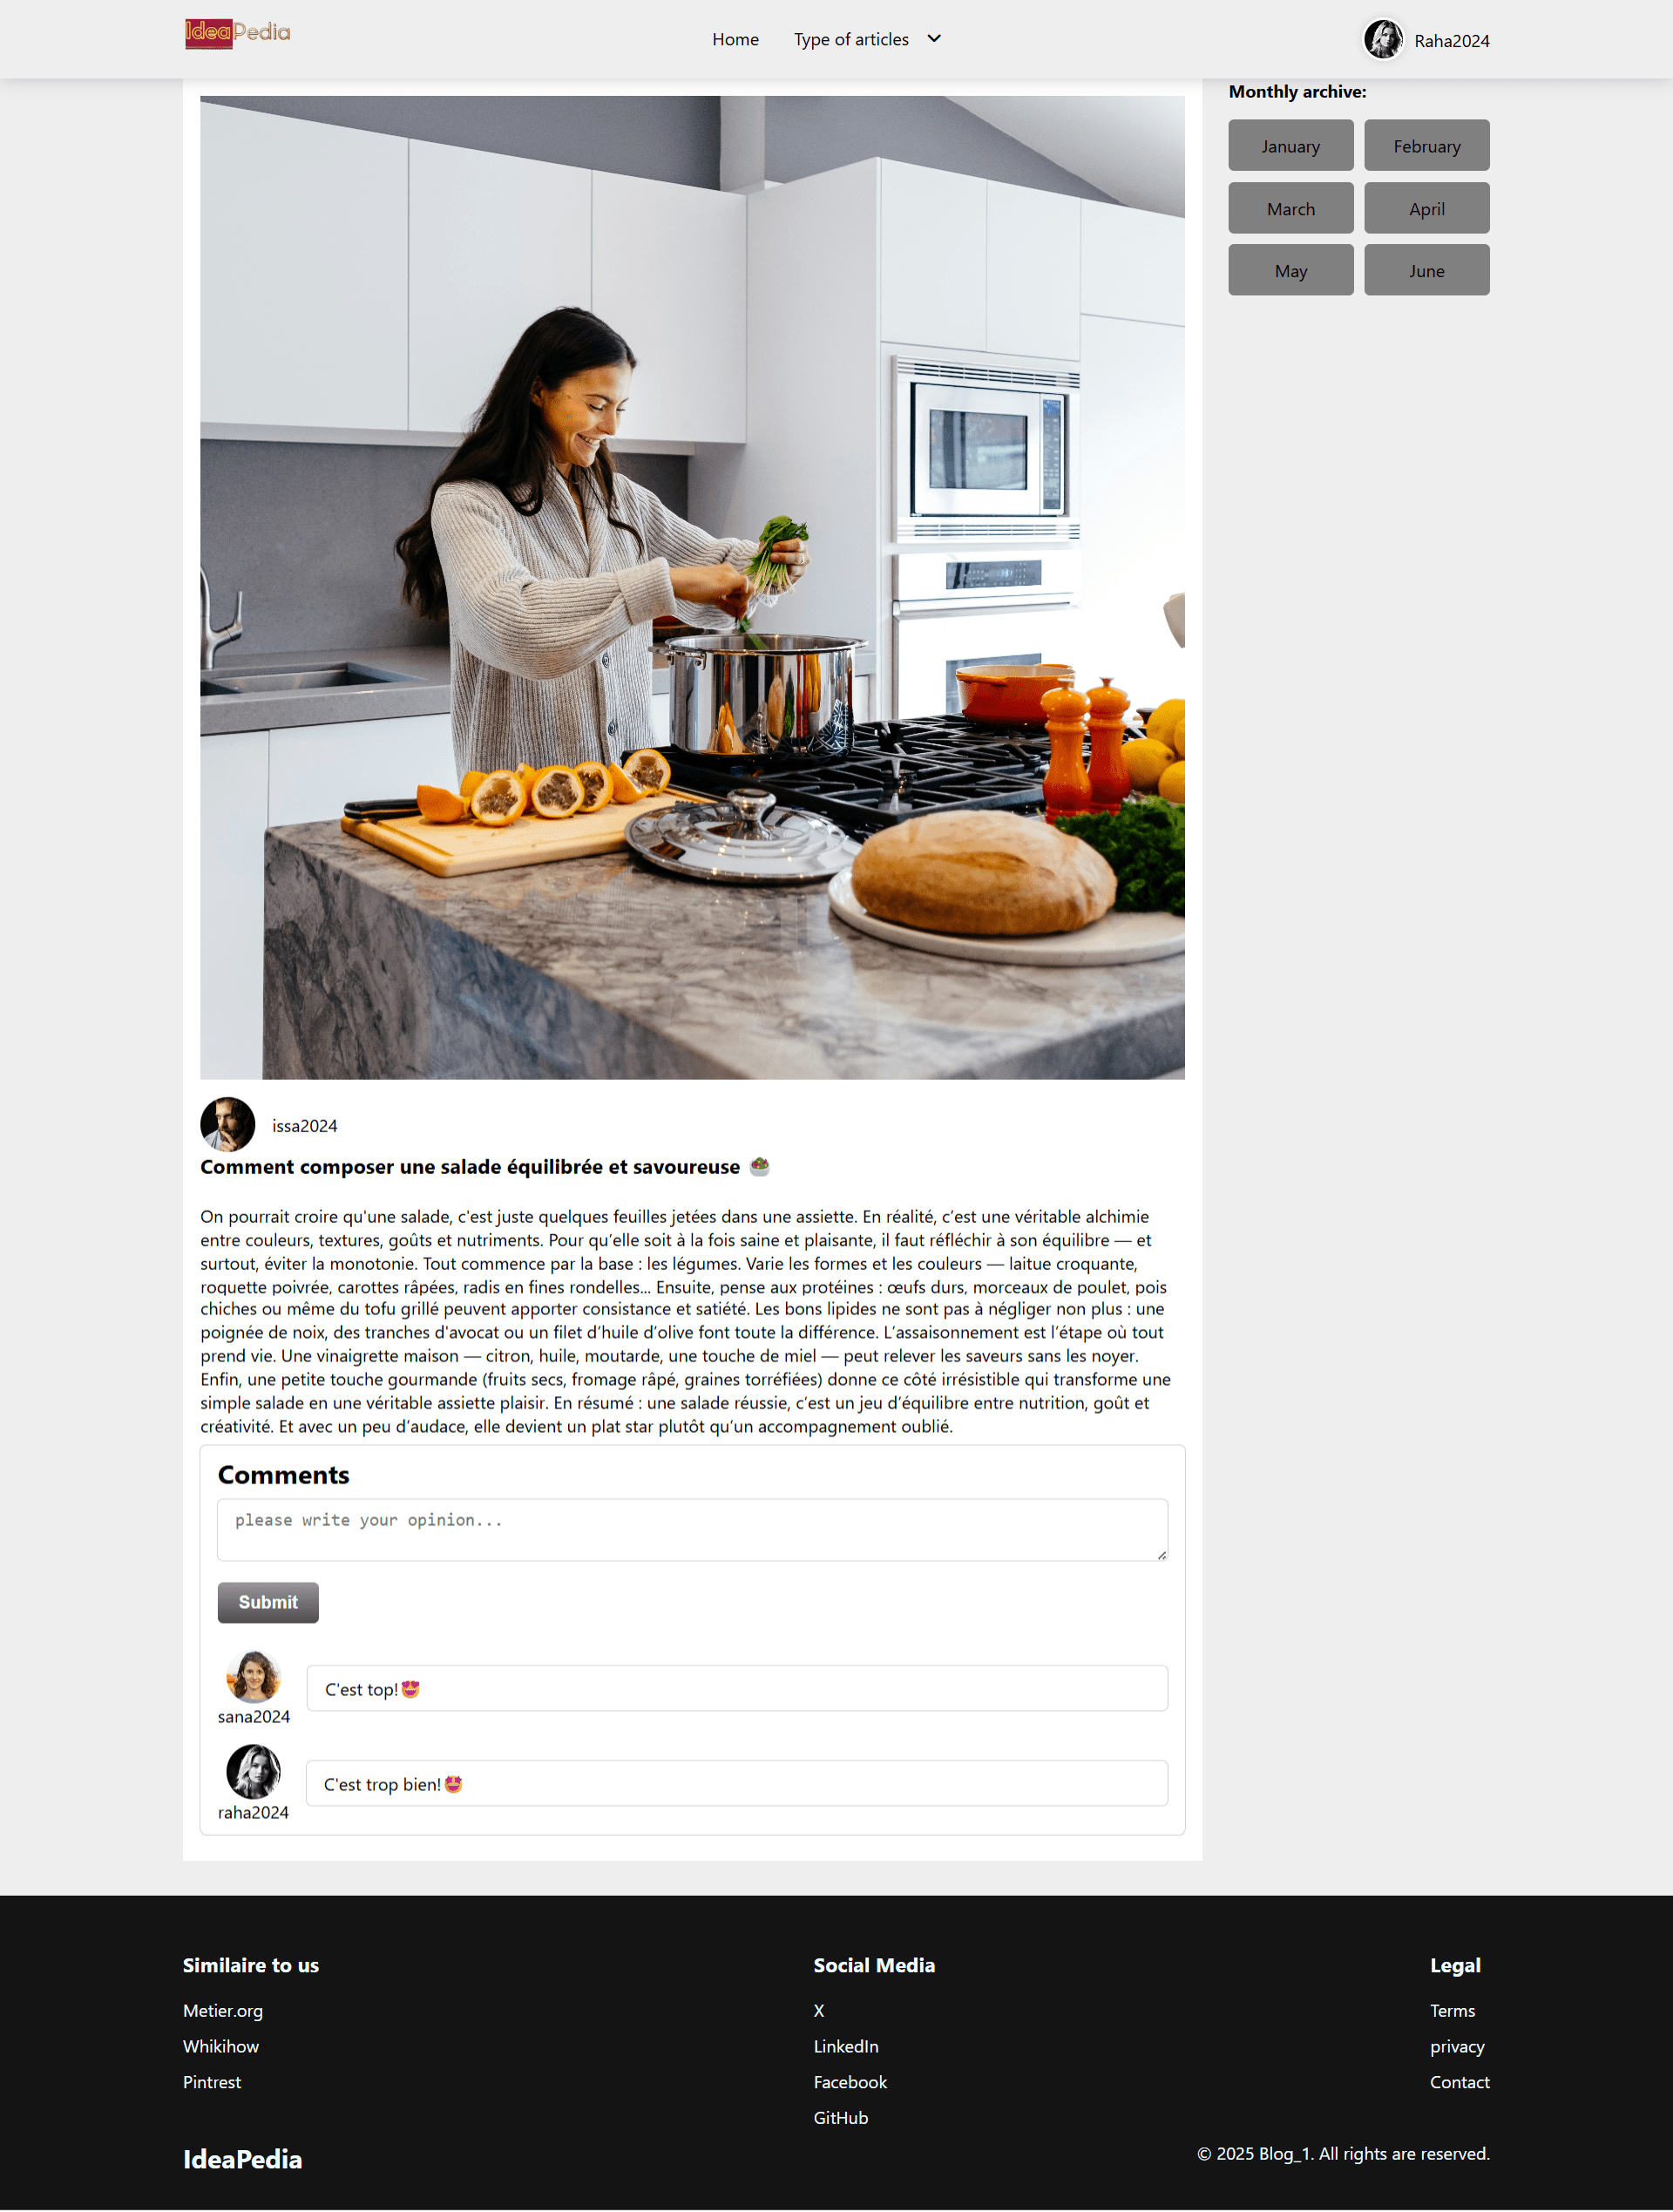 IdeaPedia
Home
Type of articles
Raha2024
Monthly archive:
January
February
March
April
May
June
issa2024
Comment composer une salade équilibrée et savoureuse 🥗
On pourrait croire qu'une salade, c'est juste quelques feuilles jetées dans une assiette. En réalité, c’est une véritable alchimie
entre couleurs, textures, goûts et nutriments. Pour qu’elle soit à la fois saine et plaisante, il faut réfléchir à son équilibre — et
surtout, éviter la monotonie. Tout commence par la base : les légumes. Varie les formes et les couleurs — laitue croquante,
roquette poivrée, carottes râpées, radis en fines rondelles... Ensuite, pense aux protéines : œufs durs, morceaux de poulet, pois
chiches ou même du tofu grillé peuvent apporter consistance et satiété. Les bons lipides ne sont pas à négliger non plus : une
poignée de noix, des tranches d'avocat ou un filet d’huile d’olive font toute la différence. L’assaisonnement est l’étape où tout
prend vie. Une vinaigrette maison — citron, huile, moutarde, une touche de miel — peut relever les saveurs sans les noyer.
Enfin, une petite touche gourmande (fruits secs, fromage râpé, graines torréfiées) donne ce côté irrésistible qui transforme une
simple salade en une véritable assiette plaisir. En résumé : une salade réussie, c’est un jeu d’équilibre entre nutrition, goût et
créativité. Et avec un peu d’audace, elle devient un plat star plutôt qu’un accompagnement oublié.
Comments
please write your opinion...
Submit
C'est top!😍
sana2024
C'est trop bien!🤩
raha2024
Similaire to us
Metier.org
Whikihow
Pintrest
Social Media
X
LinkedIn
Facebook
GitHub
Legal
Terms
privacy
Contact
IdeaPedia
© 2025 Blog_1. All rights are reserved.